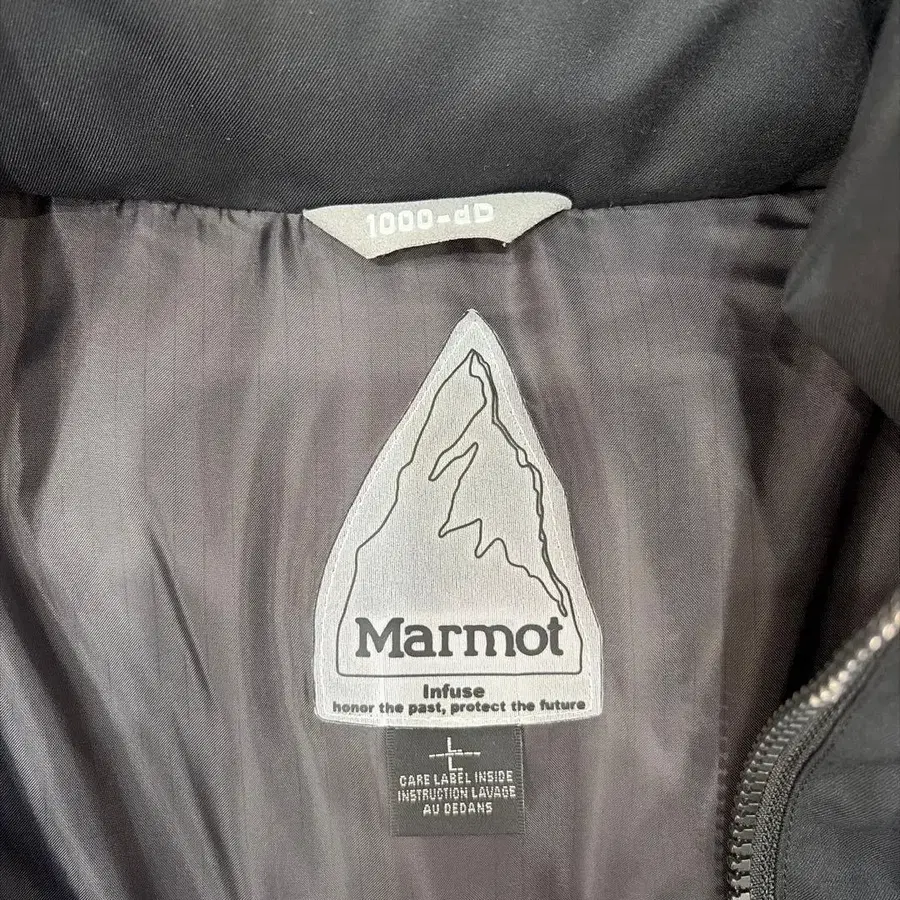 1000-dD
Marmot
Infuse
honor the past, protect the future
L
L
CARE LABEL INSIDE
INSTRUCTION LAVAGE
AU DEDANS